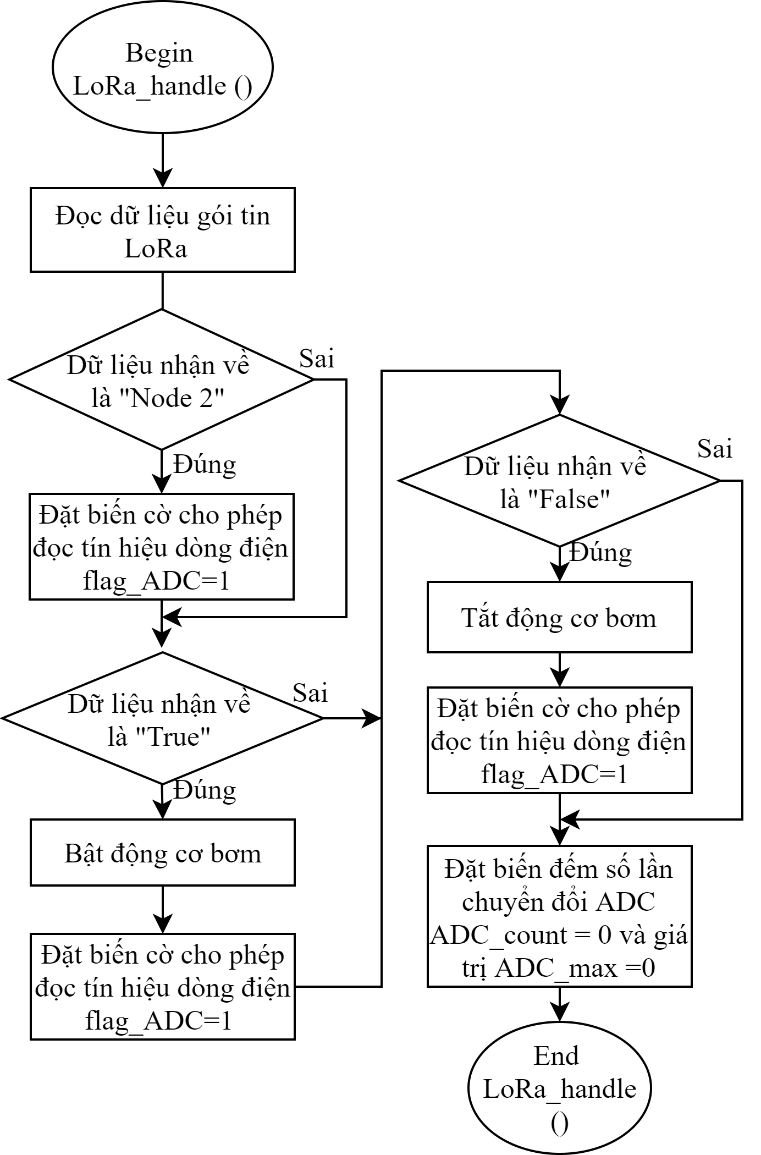 Begin
LoRa_handle ()
Đọc dữ liệu gói tin
LoRa
Dữ liệu nhận về
là "Node 2"
Sai
Đúng
Đặt biến cờ cho phép
đọc tín hiệu dòng điện
flag_ADC=1
Dữ liệu nhận về
là "True"
Sai
Đúng
Bật động cơ bơm
Đặt biến cờ cho phép
đọc tín hiệu dòng điện
flag_ADC=1
Dữ liệu nhận về
là "False"
Sai
Đúng
Tắt động cơ bơm
Đặt biến cờ cho phép
đọc tín hiệu dòng điện
flag_ADC=1
Đặt biến đếm số lần
chuyển đổi ADC
ADC_count = 0 và giá
trị ADC_max =0
End
LoRa_handle
()